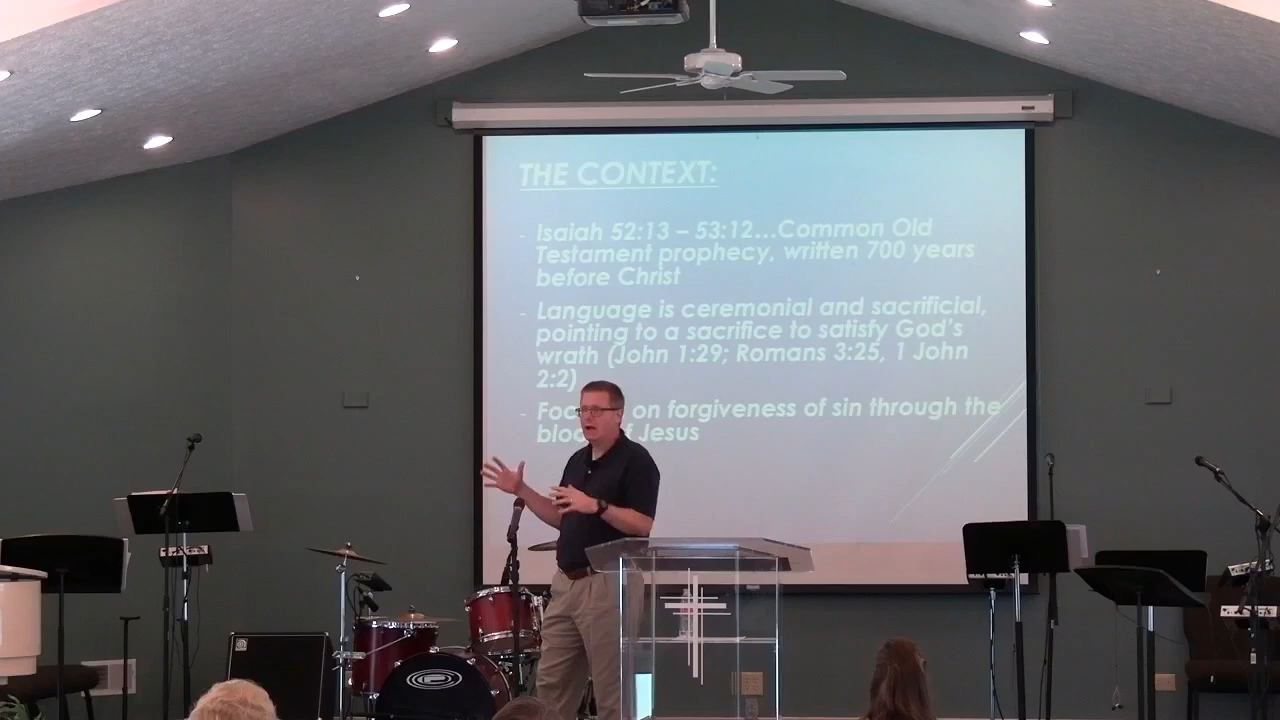 THE CONTEXT:
- Isaiah 52:13 – 53:12...Common Old
Testament prophecy, written 700 years
before Christ
- Language is ceremonial and sacrificial,
pointing to a sacrifice to satisfy God's
wrath (John 1:29; Romans 3:25, 1 John
2:2)
- on forgiveness of sin through the
Jesus